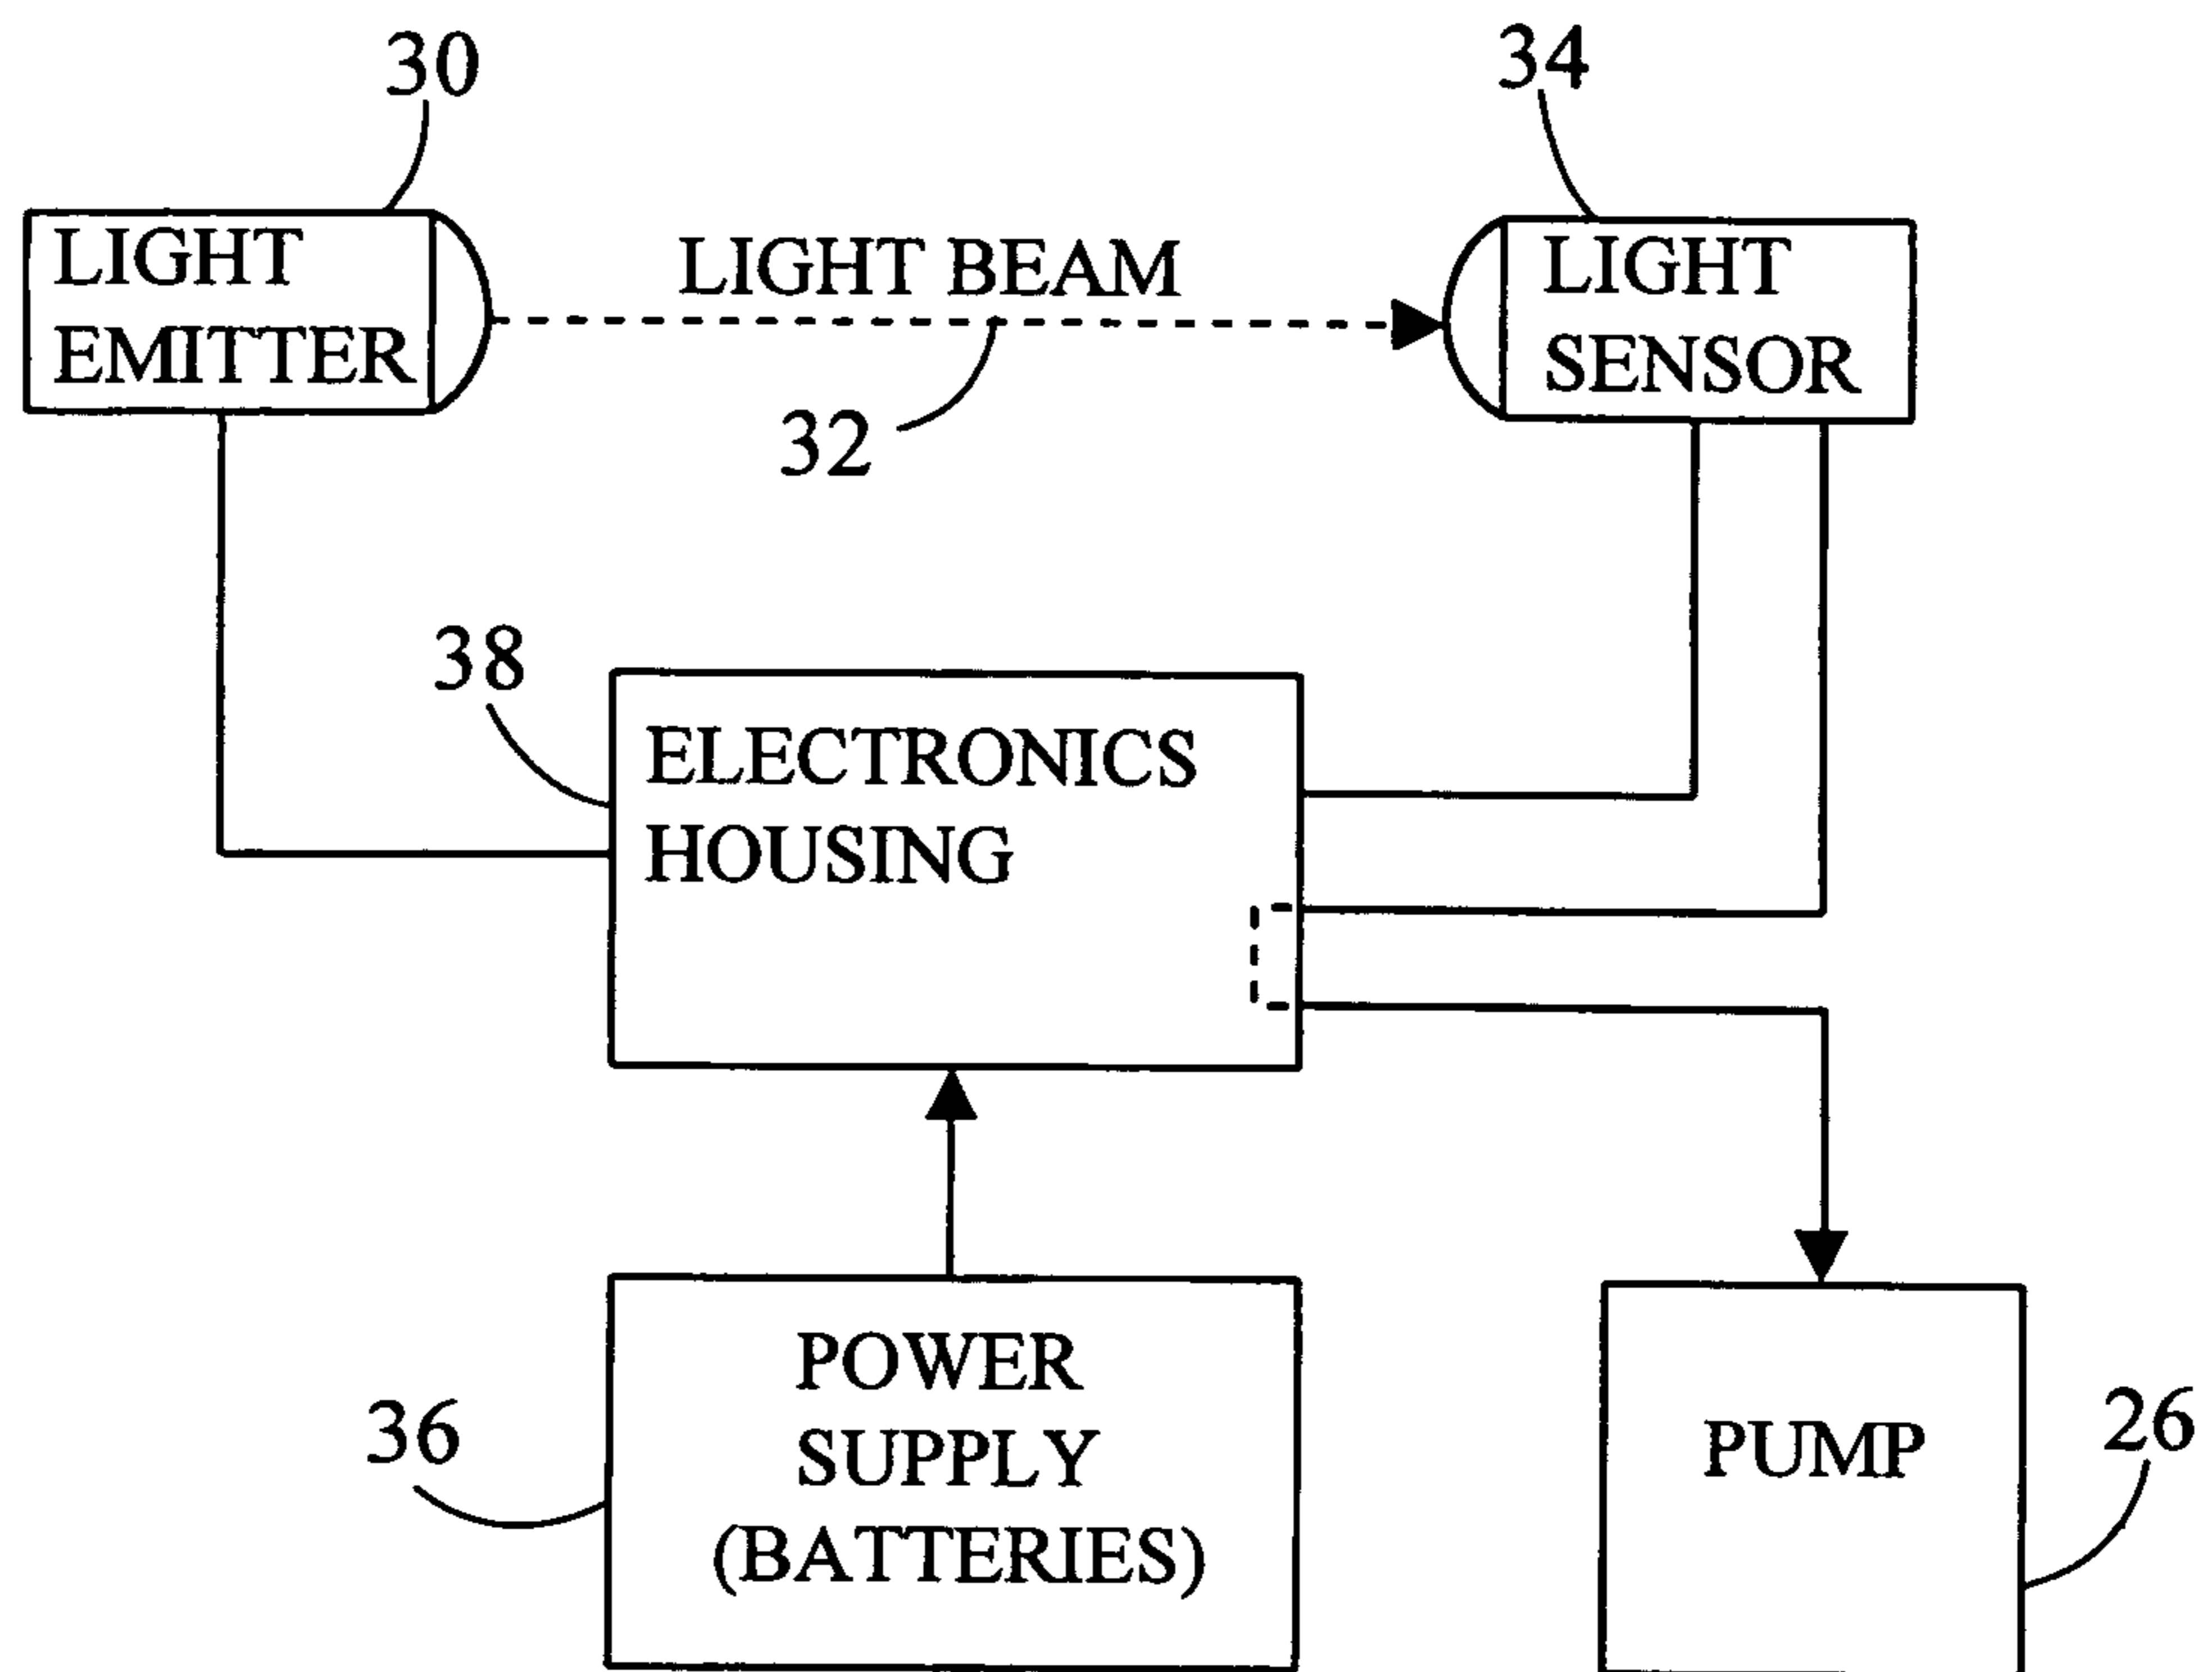 30
34
LIGHT
EMITTER
LIGHT BEAM
LIGHT
SENSOR
32
38
ELECTRONICS
HOUSING
POWER
SUPPLY
(BATTERIES)
36
PUMP
26